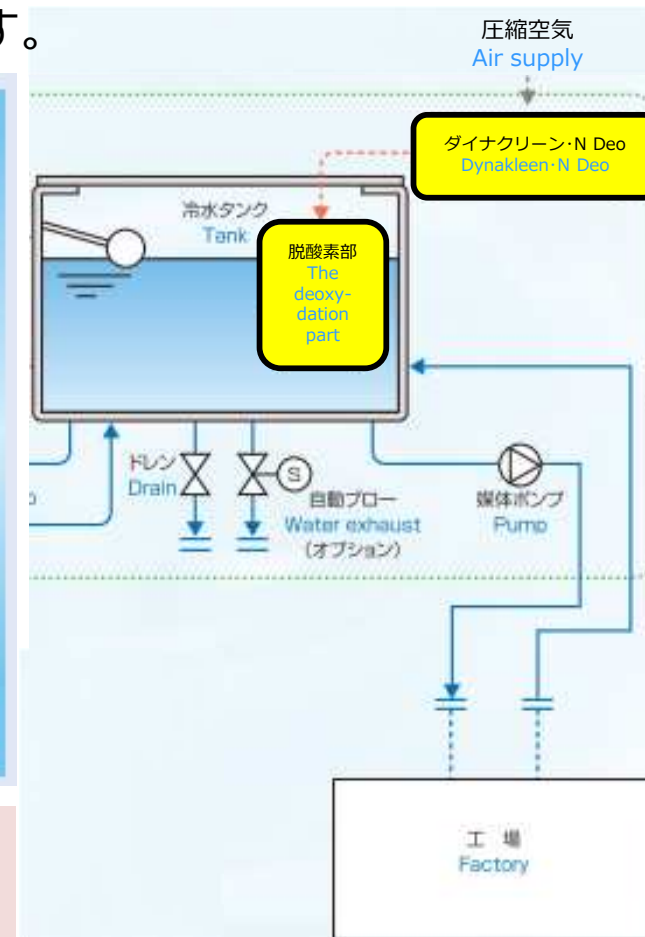 す。
圧縮空気
Air supply
ダイナクリーン・N Deo
Dynakleen・N Deo
冷水タンク
Tank
脱酸素部
The
deoxy-
dation
part
ドレン
Drain
S
自動ブロー
Water exhaust
(オプション)
媒体ポンプ
Pump
工 場
Factory